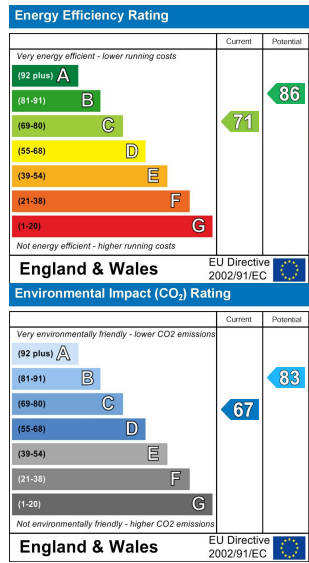 Energy Efficiency Rating
Current Potential
Very energy efficient - lower running costs
(92 plus) A
(81-91) B
(69-80) C
(55-68) D
(39-54) E
(21-38) F
(1-20) G
71
86
Not energy efficient - higher running costs
England & Wales
EU Directive
2002/91/EC
Environmental Impact (CO₂) Rating
Current Potential
Very environmentally friendly - lower CO2 emissions
(92 plus) A
(81-91) B
(69-80) C
(55-68) D
(39-54) E
(21-38) F
(1-20) G
67
83
Not environmentally friendly - higher CO2 emissions
England & Wales
EU Directive
2002/91/EC